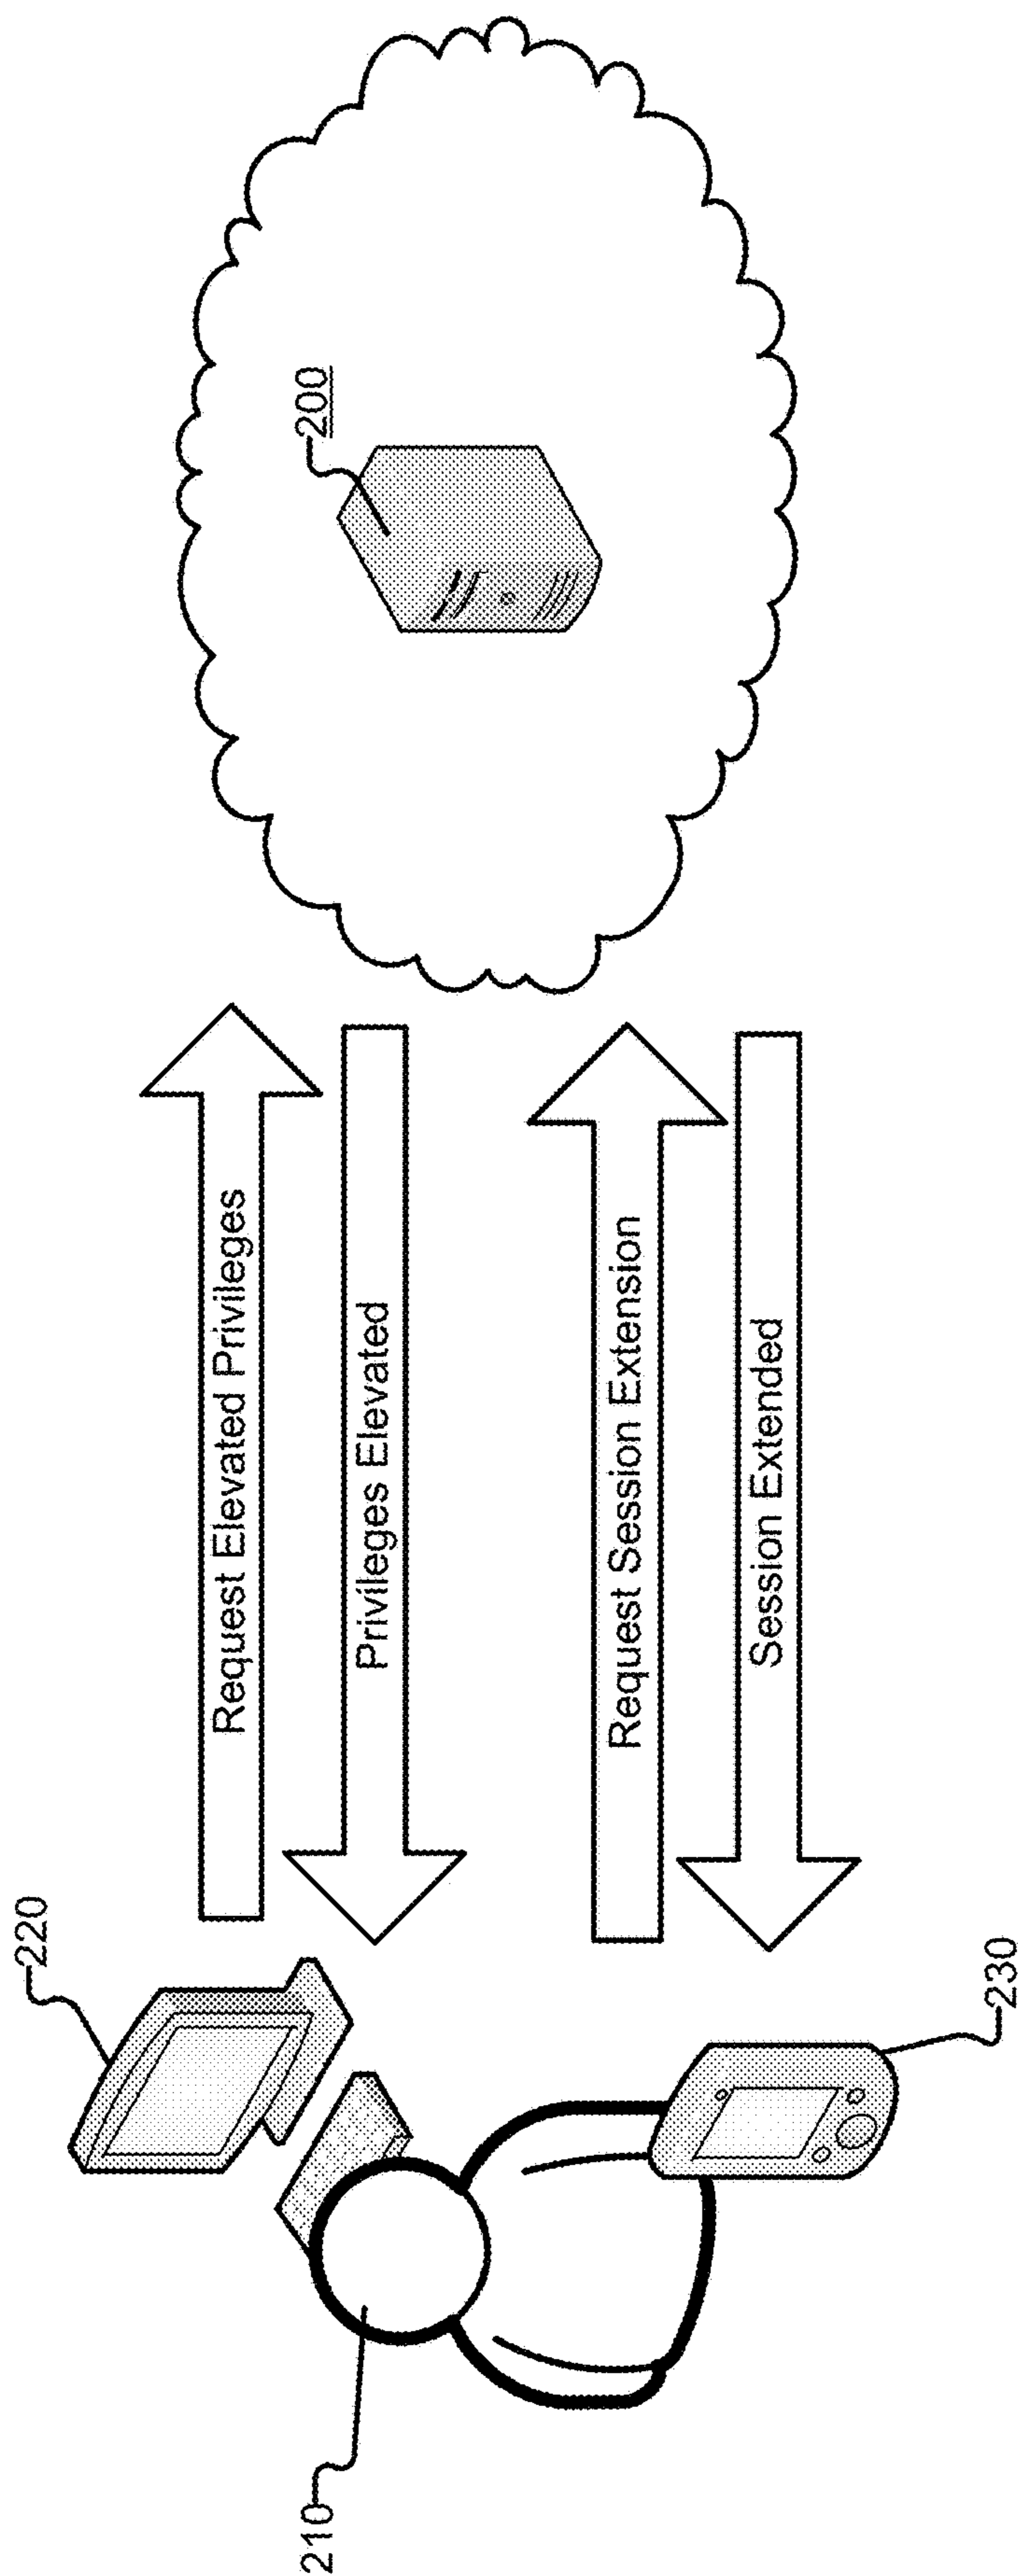 220
Request Elevated Privileges
Privileges Elevated
200
210
Request Session Extension
Session Extended
230